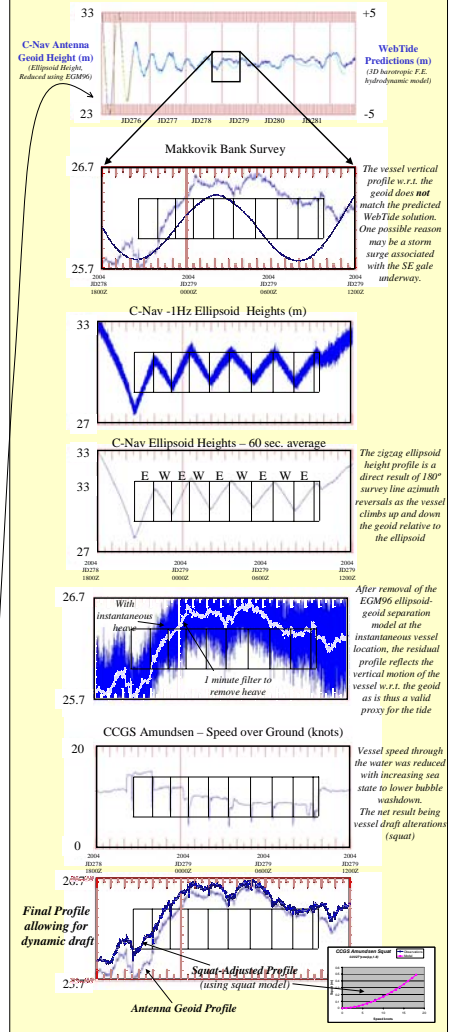 33
+5
C-Nav Antenna
Geoid Height (m)
(Ellipsoid Height,
Reduced using EGM96)
WebTide
Predictions (m)
(3D barotropic F.E.
hydrodynamic model)
23
-5
JD276 JD277 JD278 JD279 JD280 JD281
Makkovik Bank Survey
26.7
25.7
2004
JD278
1800Z
2004
JD279
0000Z
2004
JD279
0600Z
2004
JD279
1200Z
The vessel vertical
profile w.r.t. the
geoid does not
match the predicted
WebTide solution.
One possible reason
may be a storm
surge associated
with the SE gale
underway.
C-Nav -1Hz Ellipsoid Heights (m)
33
27
C-Nav Ellipsoid Heights – 60 sec. average
33
33
27
E W E W E W E W E
2004
JD278
1800Z
2004
JD279
0000Z
2004
JD279
0600Z
2004
JD279
1200Z
The zigzag ellipsoid
height profile is a
direct result of 180º
survey line azimuth
reversals as the vessel
climbs up and down
the geoid relative to
the ellipsoid
26.7
25.7
With
instantaneous
heave
1 minute filter to
remove heave
After removal of the
EGM96 ellipsoid-
geoid separation
model at the
instantaneous vessel
location, the residual
profile reflects the
vertical motion of the
vessel w.r.t. the geoid
as is thus a valid
proxy for the tide
CCGS Amundsen – Speed over Ground (knots)
20
0
2004
JD278
1800Z
2004
JD279
0000Z
2004
JD279
0600Z
2004
JD279
1200Z
Vessel speed through
the water was reduced
with increasing sea
state to lower bubble
washdown.
The net result being
vessel draft alterations
(squat)
26.7
25.7
Final Profile
allowing for
dynamic draft
Squat-Adjusted Profile
(using squat model)
Antenna Geoid Profile
CCGS Amundsen Squat
Speed knots